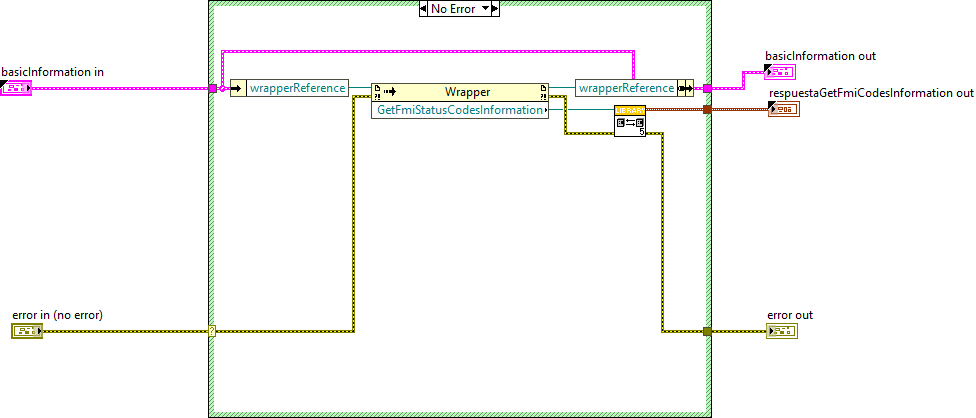 No Error
basicInformation in
wrapperReference
Wrapper
wrapperReference
GetFmiStatusCodesInformation
LIBRARY
5
basicInformation out
respuestaGetFmiCodesInformation out
error in (no error)
?
error out